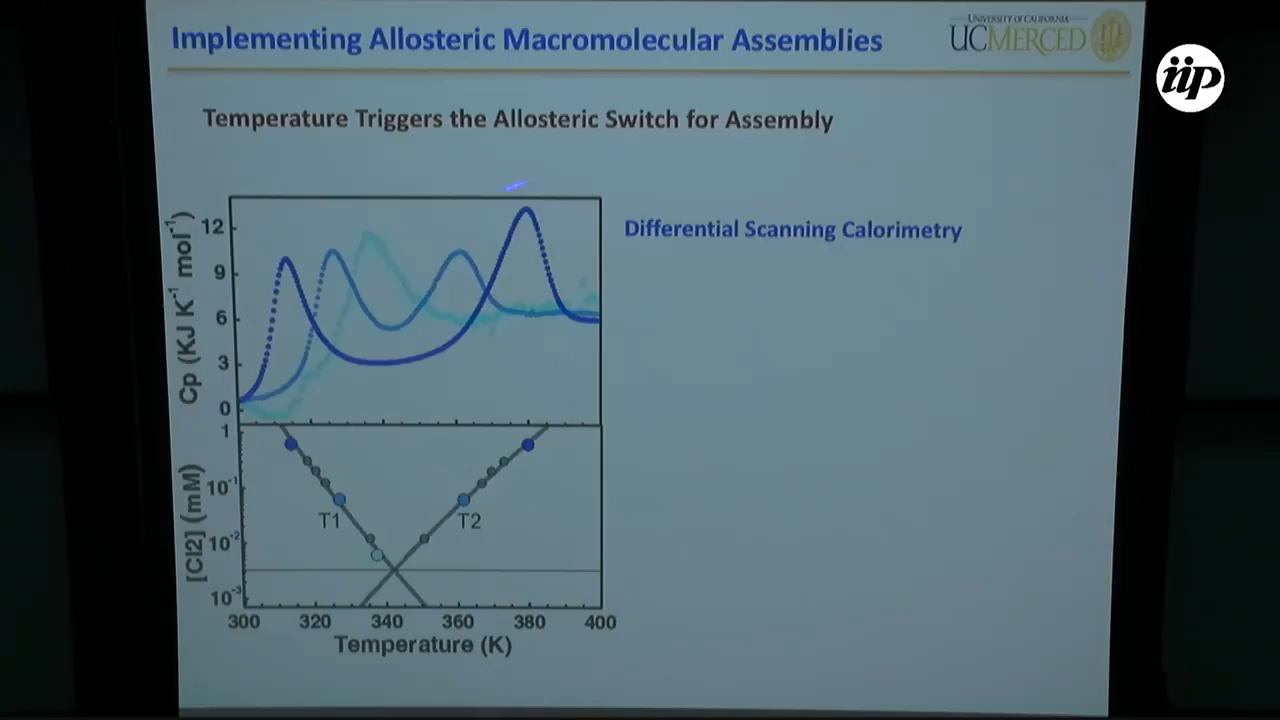 Implementing Allosteric Macromolecular Assemblies
UNIVERSITY OF CALIFORNIA
UCMERCED
iip
Temperature Triggers the Allosteric Switch for Assembly
Differential Scanning Calorimetry
Cp (KJ K⁻¹ mol⁻¹)
12
9
6
3
0
[CI2] (mM)
1
10⁻¹
10⁻²
10⁻³
T1
T2
300 320 340 360 380 400
Temperature (K)